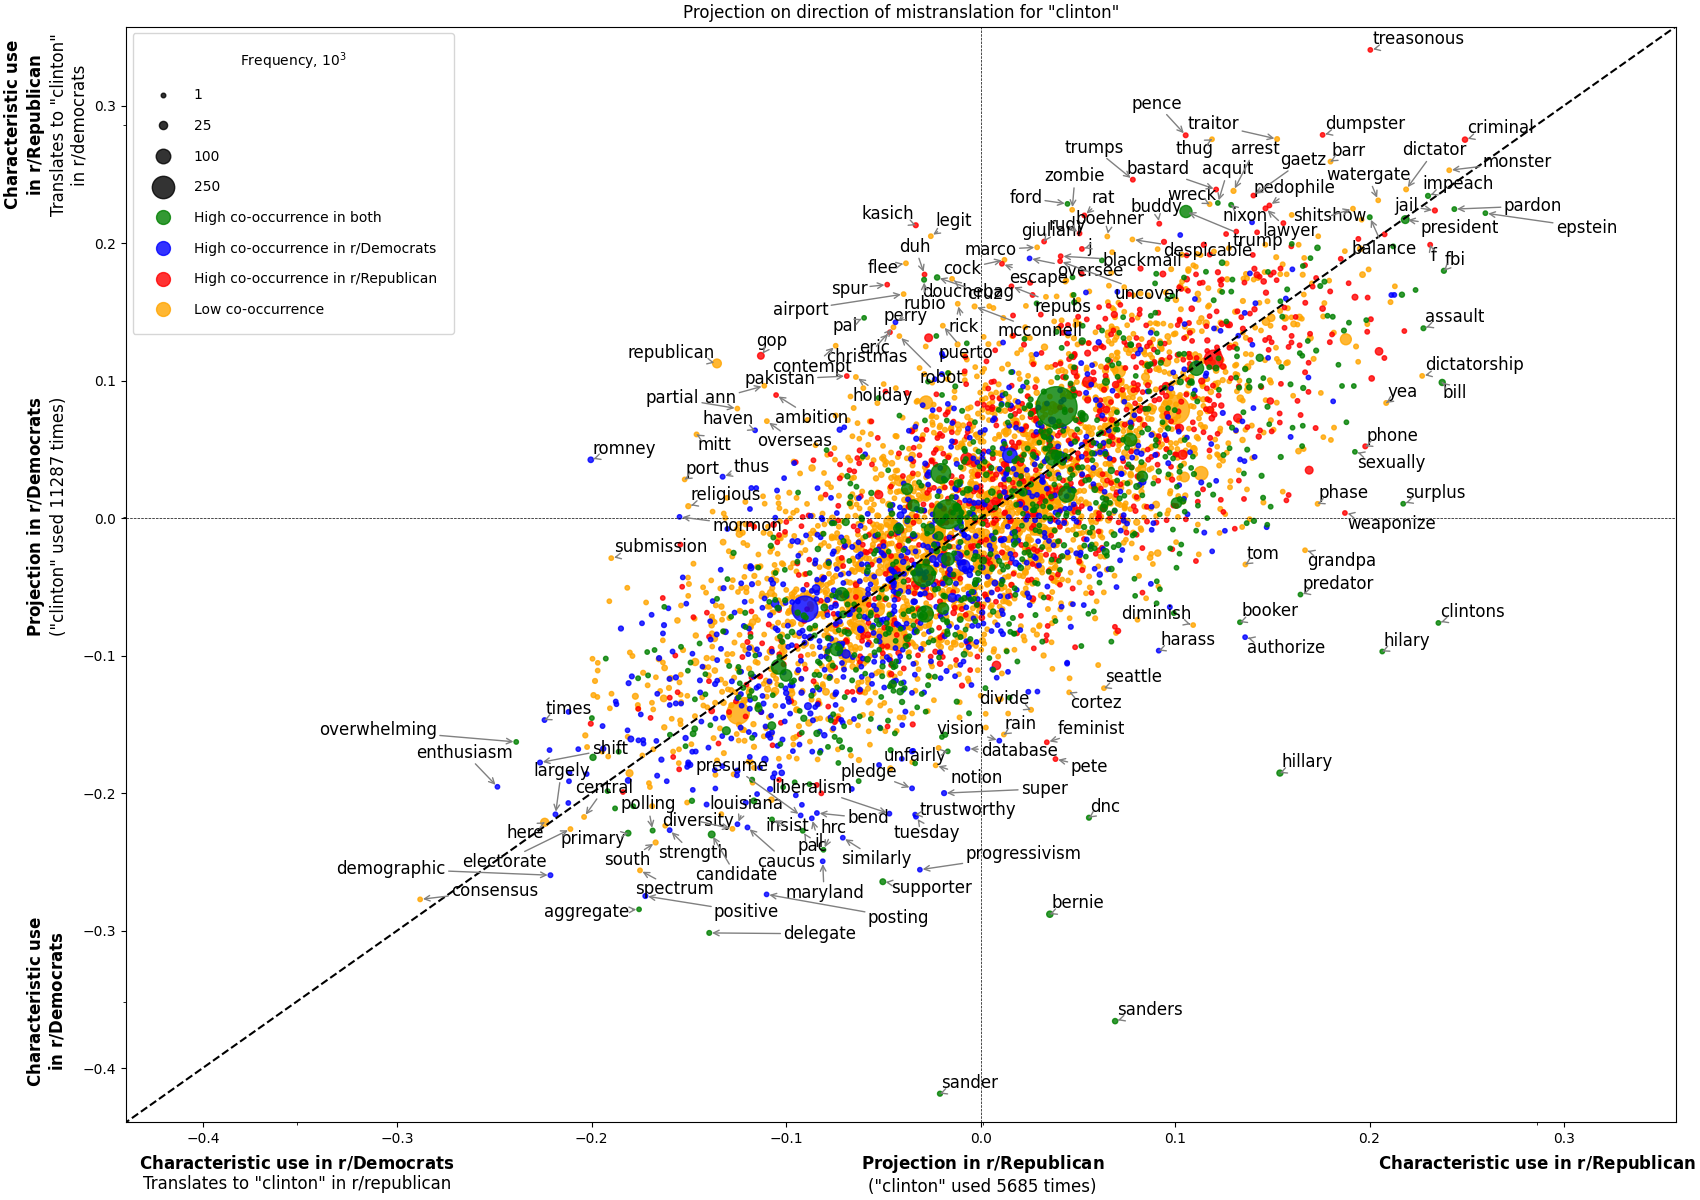 Projection on direction of mistranslation for "clinton"
Characteristic use
in r/Republican
Translates to "clinton"
in r/democrats
Projection in r/Democrats
("clinton" used 11287 times)
Characteristic use
in r/Democrats
Frequency, 10^3
1
25
100
250
High co-occurrence in both
High co-occurrence in r/Democrats
High co-occurrence in r/Republican
Low co-occurrence
0.3
0.2
0.1
0.0
−0.1
−0.2
−0.3
−0.4
treasonous
pence
traitor
dumpster
criminal
trumps
thug
arrest
barr
dictator
bastard
acquit
gaetz
monster
zombie
watergate
impeach
ford
rat
wreck
pedophile
jail
pardon
kasich
legit
buddy
nixon
shitshow
boehner
rudy
giuliani
lawyer
president
epstein
duh
marco
j
despicable
trump
balance
f
fbi
flee
cock
blackmail
oversee
escape
spur
douchebag
cruz
uncover
airport
rubio
repubs
assault
pal
perry
rick
mcconnell
gop
eric
christmas
puerto
republican
contempt
dictatorship
pakistan
robot
bill
partial
ann
holiday
yea
haven
ambition
mitt
overseas
phone
romney
sexually
port
thus
religious
phase
surplus
mormon
weaponize
submission
tom
grandpa
predator
diminish
booker
clintons
harass
authorize
hilary
seattle
cortez
divide
times
rain
feminist
overwhelming
vision
enthusiasm
shift
database
unfairly
pete
hillary
largely
presume
pledge
notion
central
liberalism
super
polling
louisiana
trustworthy
dnc
here
diversity
insist
hrc
bend
tuesday
primary
jk
pac
electorate
south
strength
caucus
similarly
progressivism
demographic
candidate
consensus
spectrum
maryland
supporter
aggregate
positive
posting
bernie
delegate
sanders
sander
−0.4
−0.3
−0.2
−0.1
0.0
0.1
0.2
0.3
Characteristic use in r/Democrats
Translates to "clinton" in r/republican
Projection in r/Republican
("clinton" used 5685 times)
Characteristic use in r/Republican